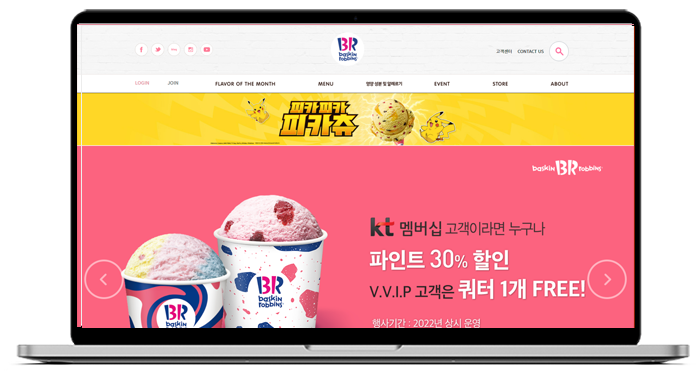 BR
baskin robbins
고객센터 CONTACT US
LOGIN JOIN FLAVOR OF THE MONTH MENU 영양 성분 및 알레르기 EVENT STORE ABOUT
피카피카
피카츄
baskin BR robbins
kt 멤버십 고객이라면 누구나
파인트 30% 할인
V.V.I.P 고객은 쿼터 1개 FREE!
행사기간 : 2022년 상시 운영
BR
baskin
robbins
BR
baskin
robbins